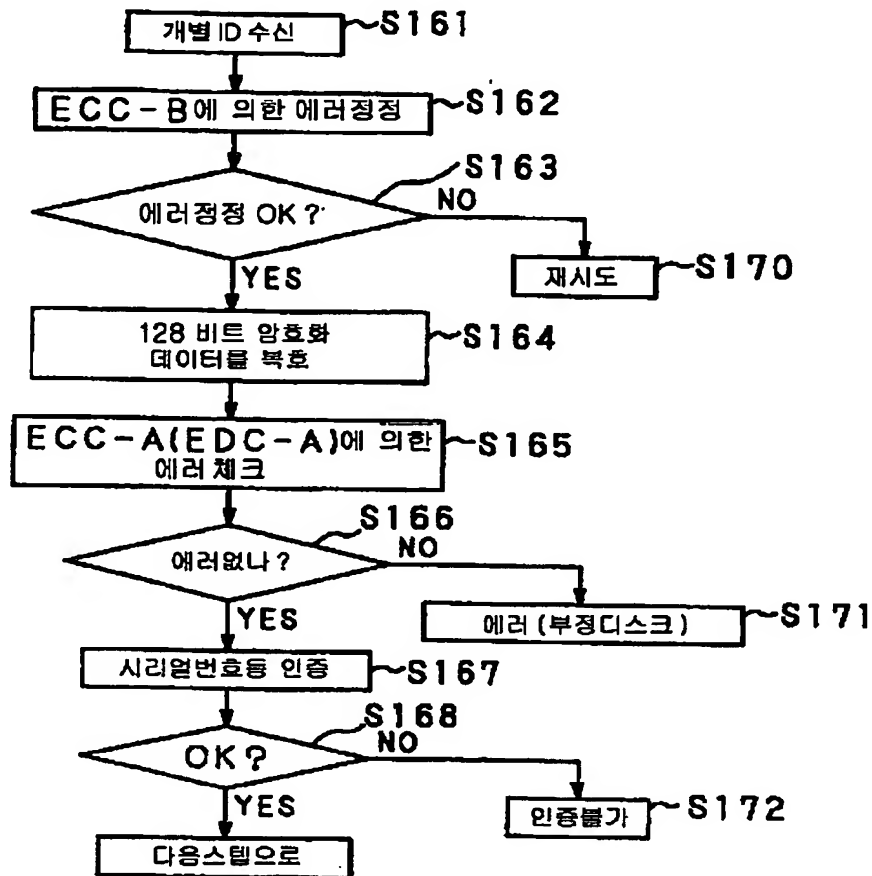 개별 ID 수신
S161
ECC-B에 의한 에러정정
S162
S163
에러정정 OK?
NO
YES
재시도
S170
128 비트 암호화
데이터를 복호
S164
ECC-A(EDC-A)에 의한
에러 체크
S165
S166
에러없나?
NO
YES
에러 (부정디스크)
S171
시리얼번호등 인증
S167
S168
OK?
NO
YES
인증불가
S172
다음스텝으로